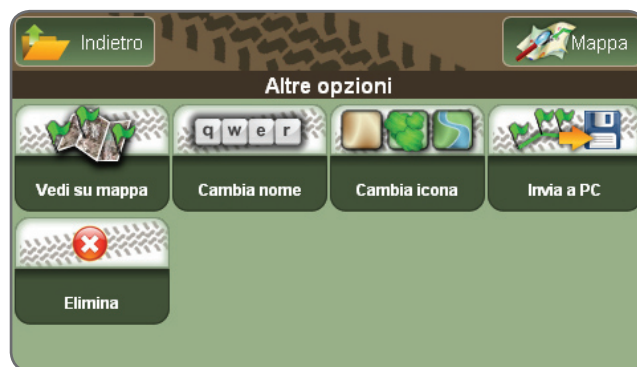 Indietro
Mappa
Altre opzioni
q w e r
Vedi su mappa
Cambia nome
Cambia icona
Invia a PC
Elimina